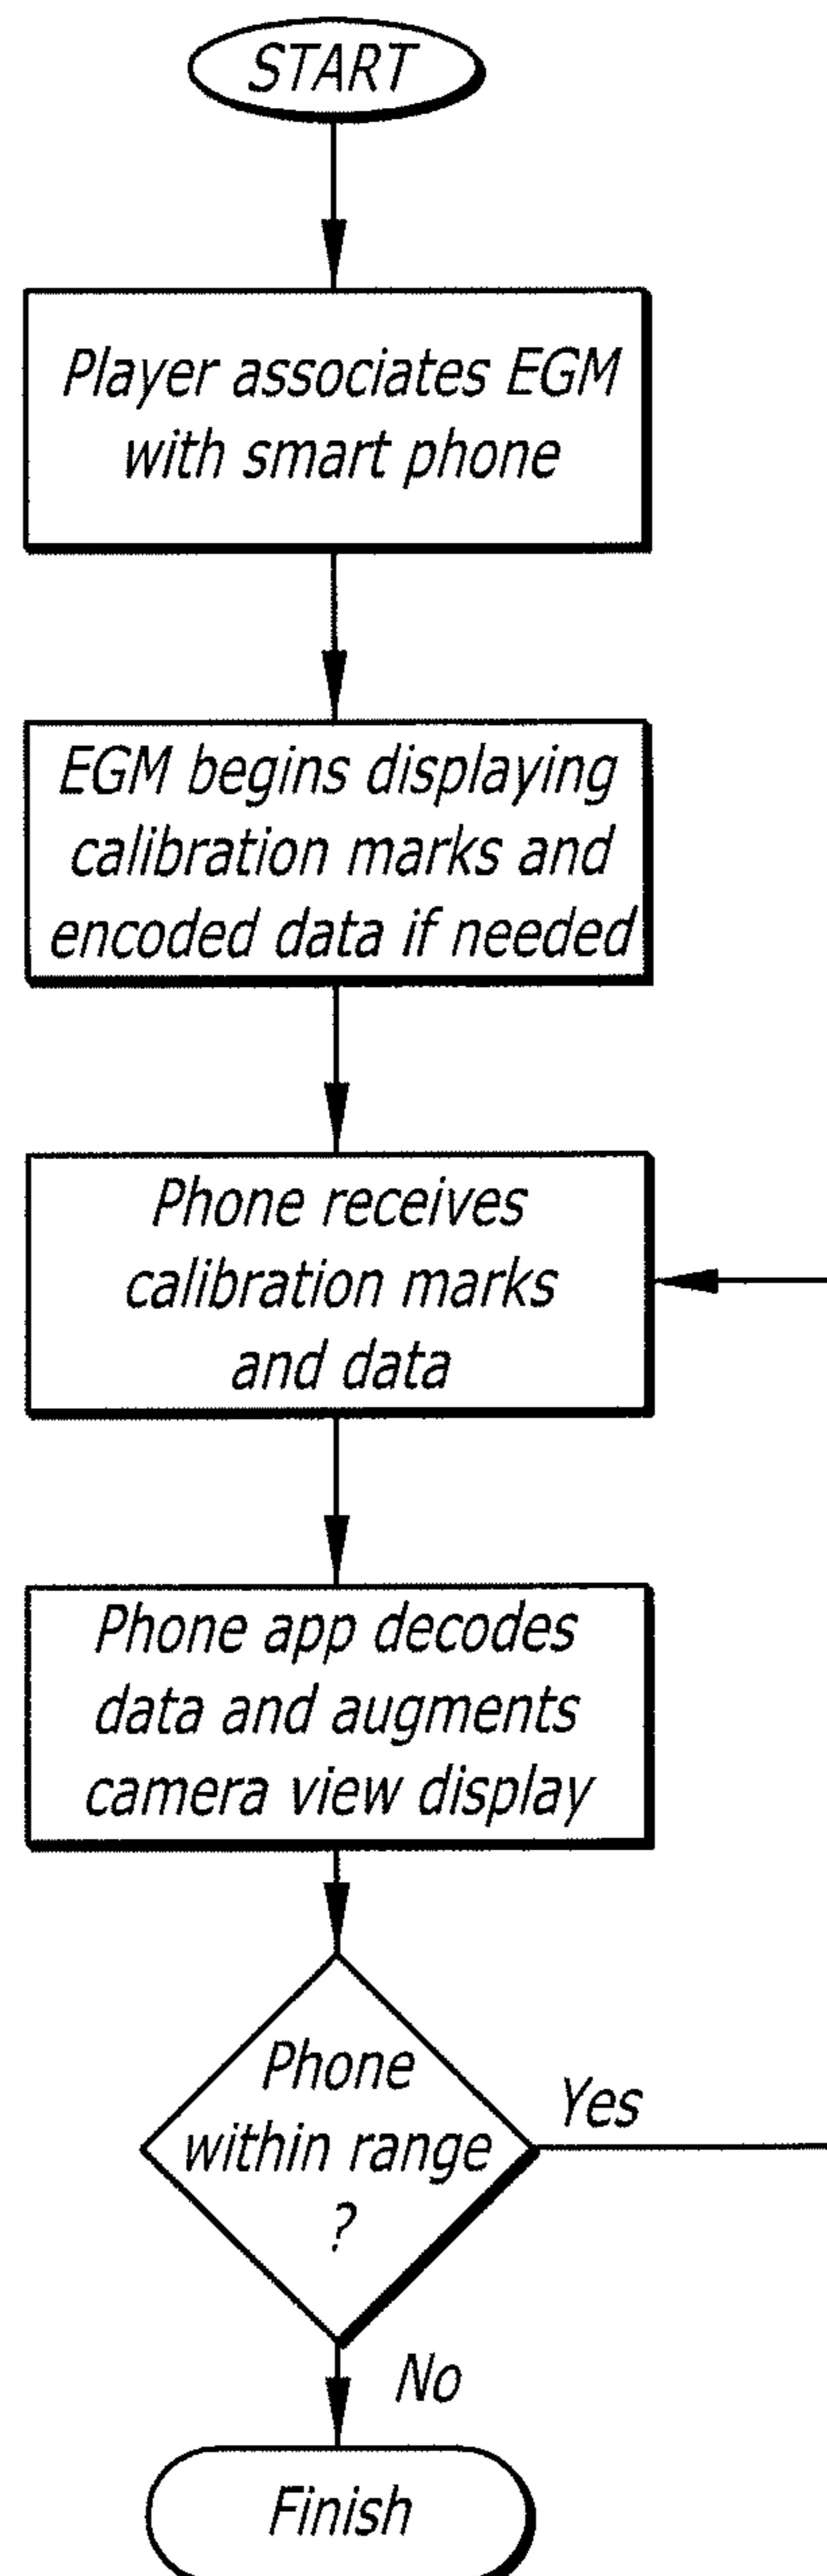 START
Player associates EGM
with smart phone
EGM begins displaying
calibration marks and
encoded data if needed
Phone receives
calibration marks
and data
Phone app decodes
data and augments
camera view display
Phone
within range
?
Yes
No
Finish